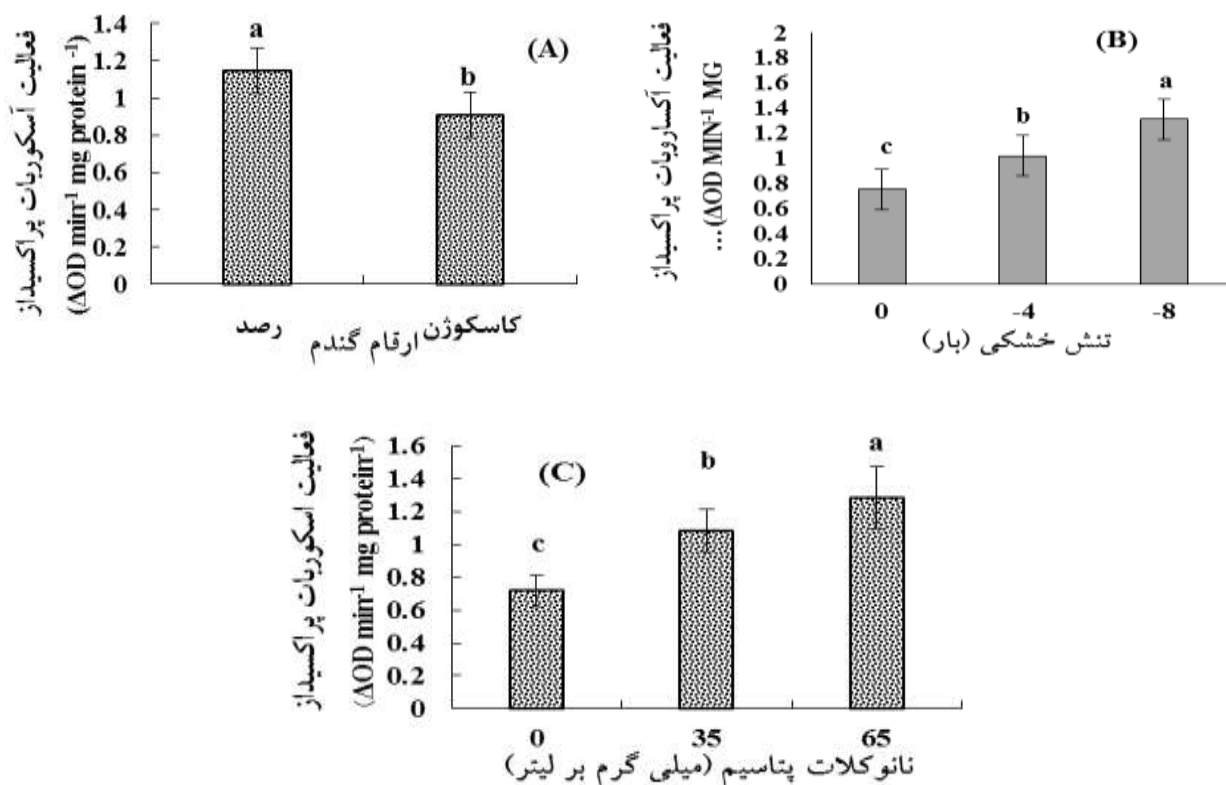 فعالیت آسکوربات پراکسیداز
(ΔOD min⁻¹ mg protein ⁻¹)
1.4
1.2
1
0.8
0.6
0.4
0.2
0
a
b
(A)
رصد
کاسکوژن
ارقام گندم
فعالیت آکساروبات پراکسیداز
...(ΔOD MIN⁻¹ MG
2
1.8
1.6
1.4
1.2
1
0.8
0.6
0.4
0.2
0
c
b
a
(B)
0
-4
-8
تنش خشکی (بار)
فعالیت اسکوربات پراکسیداز
(ΔOD min⁻¹ mg protein⁻¹)
1.6
1.4
1.2
1
0.8
0.6
0.4
0.2
0
c
b
a
(C)
0
35
65
نانوکلات پتاسیم (میلی گرم بر لیتر)